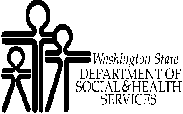 Washington State
DEPARTMENT OF
SOCIAL & HEALTH
SERVICES